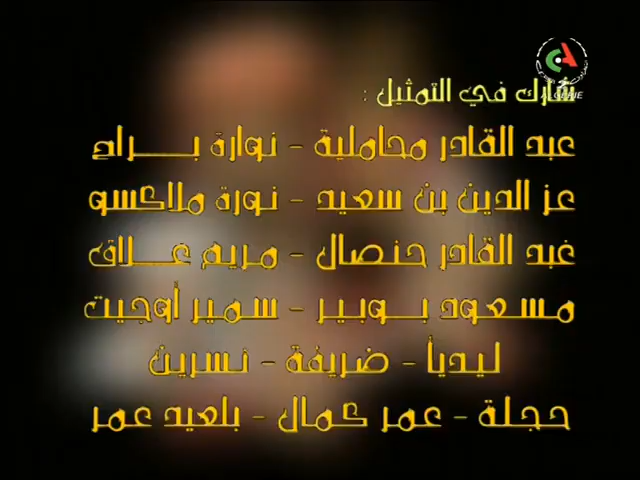 شارك في التمثيل :
عبد القادر محاملية - نوارة براح
عز الدين بن سعيد - نورة ملاكسو
عبد القادر حنصال - مريم علاق
مسعود بوبير - سمير أوجيت
ليديا - ضريفة - نسرين
حجلة - عمر كمال - بلعيد عمر